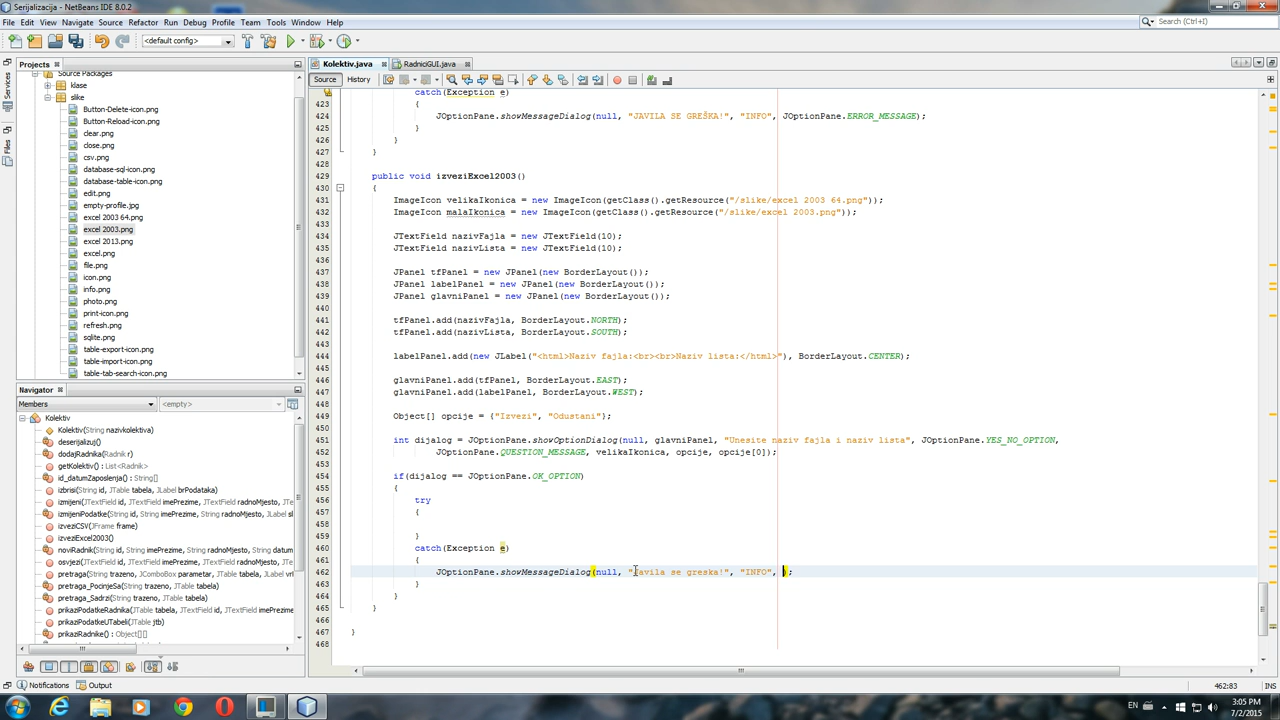 Serijalizacija - NetBeans IDE 8.0.2
File Edit View Navigate Source Refactor Run Debug Profile Team Tools Window Help
Search (Ctrl+I)
<default config>
Projects
Kolektiv.java
RadniciGUI.java
Source History
Services
Files
Source Packages
klase
slike
Button-Delete-icon.png
Button-Reload-icon.png
clear.png
close.png
csv.png
database-sql-icon.png
database-table-icon.png
edit.png
empty-profile.jpg
excel 2003 64.png
excel 2003.png
excel 2013.png
excel.png
file.png
icon.png
info.png
photo.png
print-icon.png
refresh.png
sqlite.png
table-export-icon.png
table-import-icon.png
table-tab-search-icon.png
Navigator
Members
<empty>
Kolektiv
Kolektiv(String nazivkolektiva)
deserijalizuj()
dodajRadnika(Radnik r)
getKolektiv() : List<Radnik>
id_datumZaposlenja() : String[]
izbrisi(String id, JTable tabela, JLabel brPodataka)
izmijeni(JTextField id, JTextField imePrezime, JTextField radnoMjesto, JTextField
izmijeniPodatke(String id, String imePrezime, String radnoMjesto, JTable tabela, JLabel sl
izveziCSV(JFrame frame)
izveziExcel2003()
noviRadnik(String id, String imePrezime, String radnoMjesto, String datum
osvjezi(JTextField id, JTextField imePrezime, JTextField radnoMjesto,
pretraga(JComboBox parametar, String trazeno, JTable tabela)
pretraga_PocinjeSa(String trazeno, JTable tabela)
pretraga_Sadrzi(String trazeno, JTable tabela)
prikaziPodatkeRadnika(JTable tabela, JTextField id, JTextField imeP
prikaziPodatkeUTabeli(JTable jtb)
prikaziRadnike() : Object[][]
catch(Exception e)
423 {
424 JOptionPane.showMessageDialog(null, "JAVILA SE GREŠKA!", "INFO", JOptionPane.ERROR_MESSAGE);
425 }
426 }
427 }
428
429 public void izveziExcel2003()
430 {
431 ImageIcon velikaIkonica = new ImageIcon(getClass().getResource("/slike/excel 2003 64.png"));
432 ImageIcon malaIkonica = new ImageIcon(getClass().getResource("/slike/excel 2003.png"));
433
434 JTextField nazivFajla = new JTextField(10);
435 JTextField nazivLista = new JTextField(10);
436
437 JPanel tfPanel = new JPanel(new BorderLayout());
438 JPanel labelPanel = new JPanel(new BorderLayout());
439 JPanel glavniPanel = new JPanel(new BorderLayout());
440
441 tfPanel.add(nazivFajla, BorderLayout.NORTH);
442 tfPanel.add(nazivLista, BorderLayout.SOUTH);
443
444 labelPanel.add(new JLabel("<html>Naziv fajla:<br><br>Naziv lista:</html>"), BorderLayout.CENTER);
445
446 glavniPanel.add(tfPanel, BorderLayout.EAST);
447 glavniPanel.add(labelPanel, BorderLayout.WEST);
448
449 Object[] opcije = {"Izvezi", "Odustani"};
450
451 int dijalog = JOptionPane.showOptionDialog(null, glavniPanel, "Unesite naziv fajla i naziv lista", JOptionPane.YES_NO_OPTION,
452 JOptionPane.QUESTION_MESSAGE, velikaIkonica, opcije, opcije[0]);
453
454 if(dijalog == JOptionPane.OK_OPTION)
455 {
456 try
457 {
458
459 }
460 catch(Exception e)
461 {
462 JOptionPane.showMessageDialog(null, "Javila se greska!", "INFO", );
463 }
464 }
465 }
466
467 }
468
Notifications Output
462:83 INS
EN
3:05 PM
7/2/2015